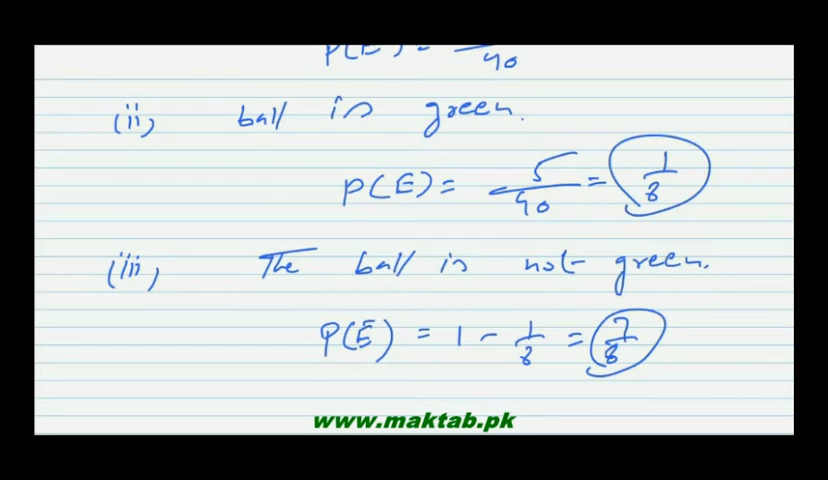 P(E) = /40
(ii) ball is green.
P(E) = 5/40 = 1/8
(iii) The ball is not green.
P(Ē) = 1 - 1/8 = 7/8
www.maktab.pk